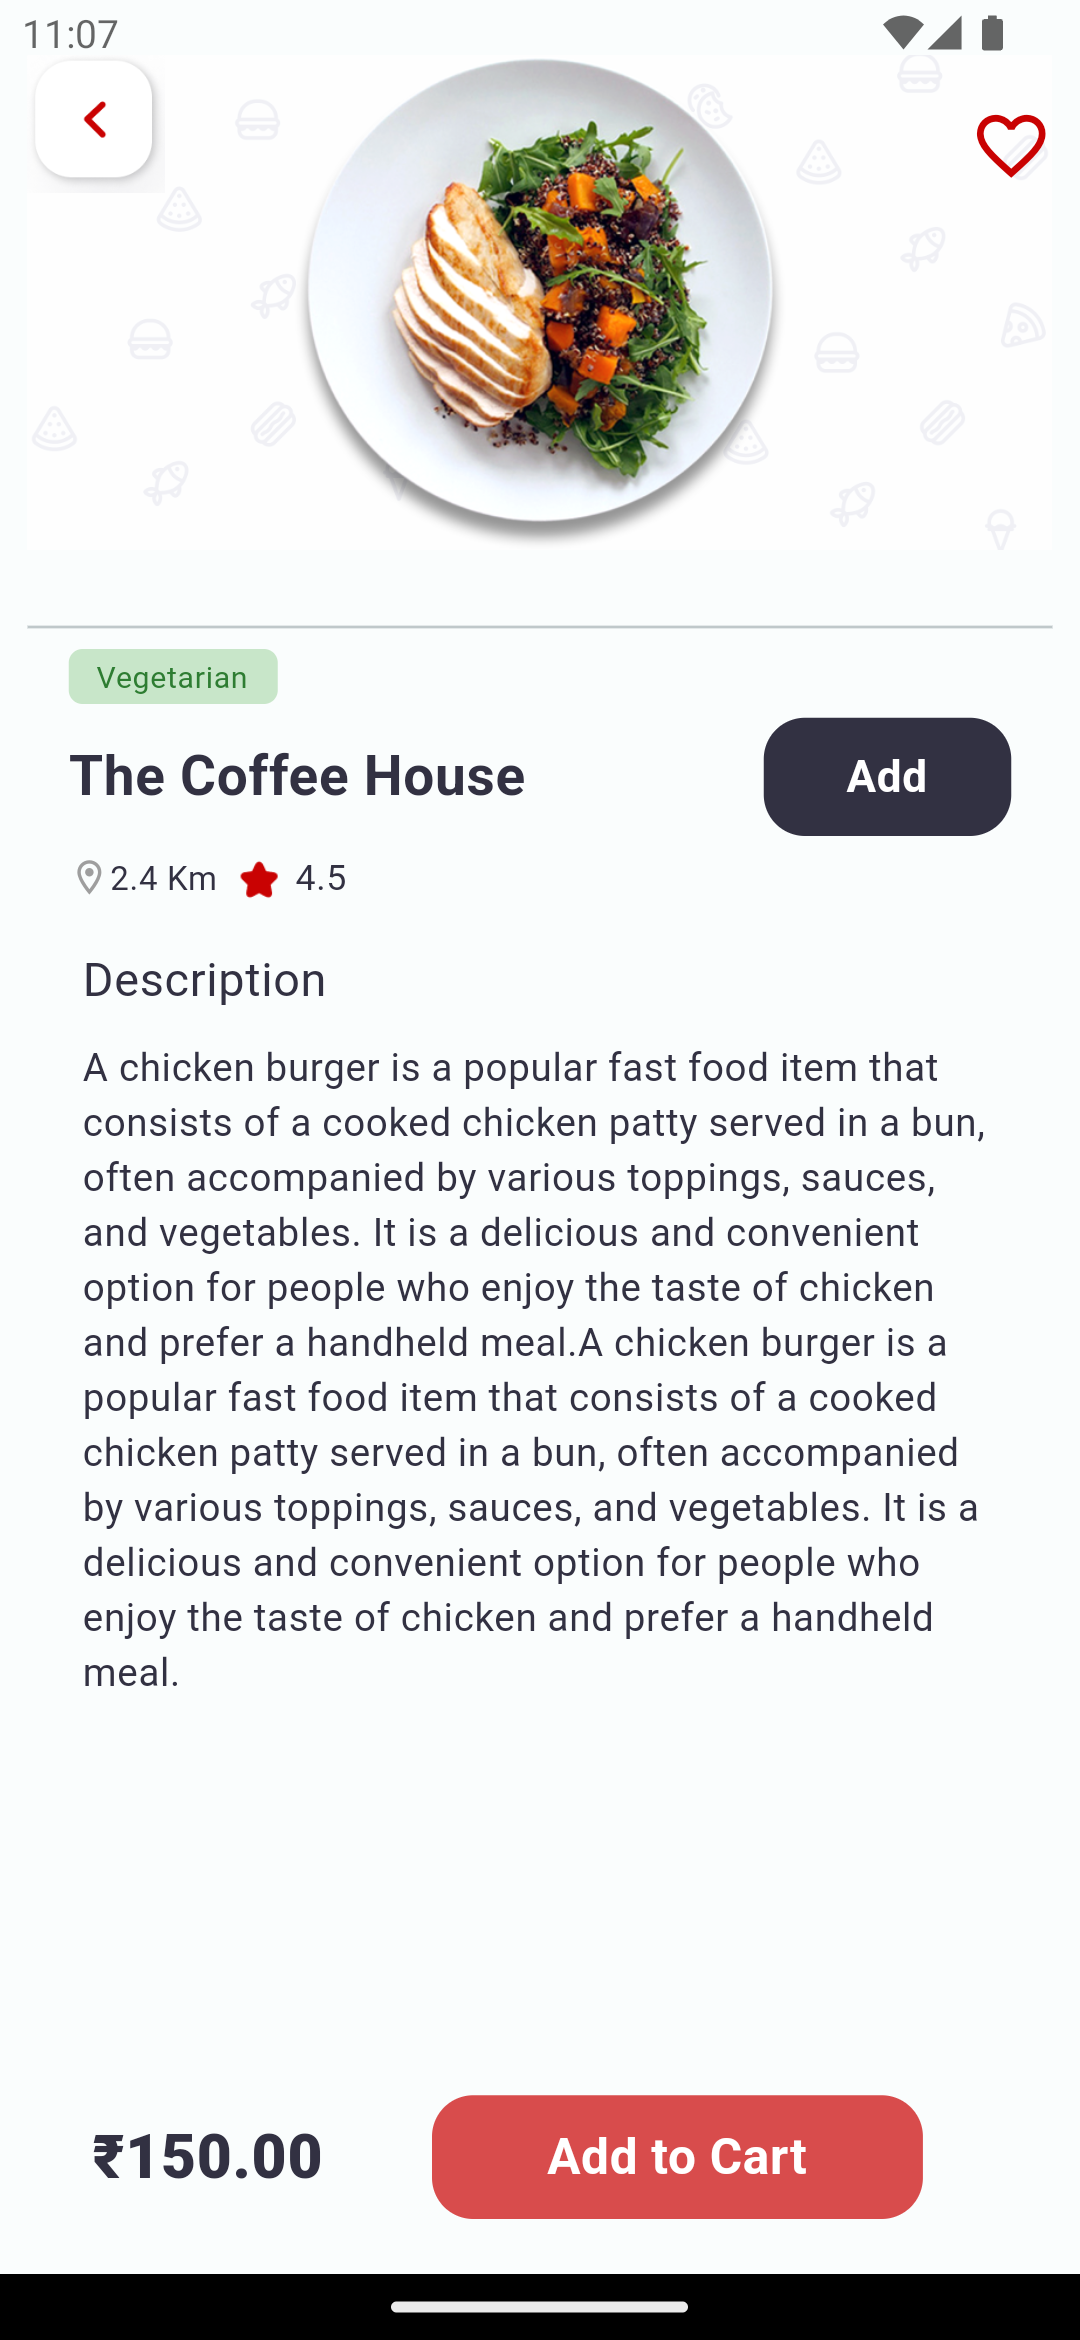 11:07
Vegetarian
The Coffee House
Add
2.4 Km
4.5
Description
A chicken burger is a popular fast food item that
consists of a cooked chicken patty served in a bun,
often accompanied by various toppings, sauces,
and vegetables. It is a delicious and convenient
option for people who enjoy the taste of chicken
and prefer a handheld meal.A chicken burger is a
popular fast food item that consists of a cooked
chicken patty served in a bun, often accompanied
by various toppings, sauces, and vegetables. It is a
delicious and convenient option for people who
enjoy the taste of chicken and prefer a handheld
meal.
₹150.00
Add to Cart